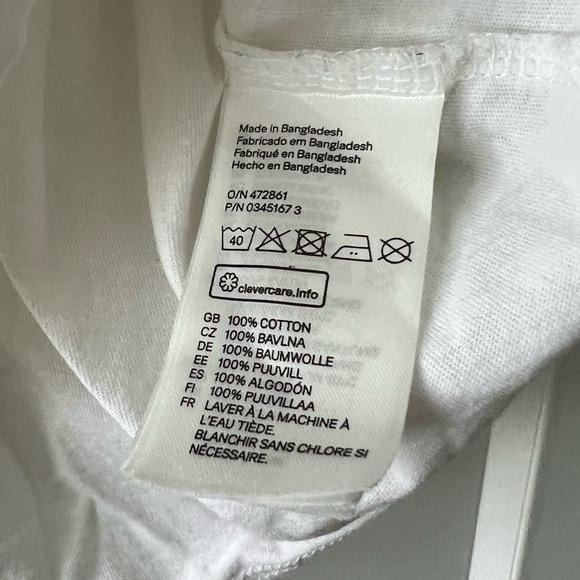 Made in Bangladesh
Fabricado em Bangladesh
Fabriqué en Bangladesh
Hecho en Bangladesh
O/N 472861
P/N 0345167 3
40
clevercare.info
GB 100% COTTON
CZ 100% BAVLNA
DE 100% BAUMWOLLE
EE 100% PUUVILL
ES 100% ALGODÓN
FI 100% PUUVILLAA
FR LAVER À LA MACHINE À
L'EAU TIÈDE.
BLANCHIR SANS CHLORE SI
NÉCESSAIRE.